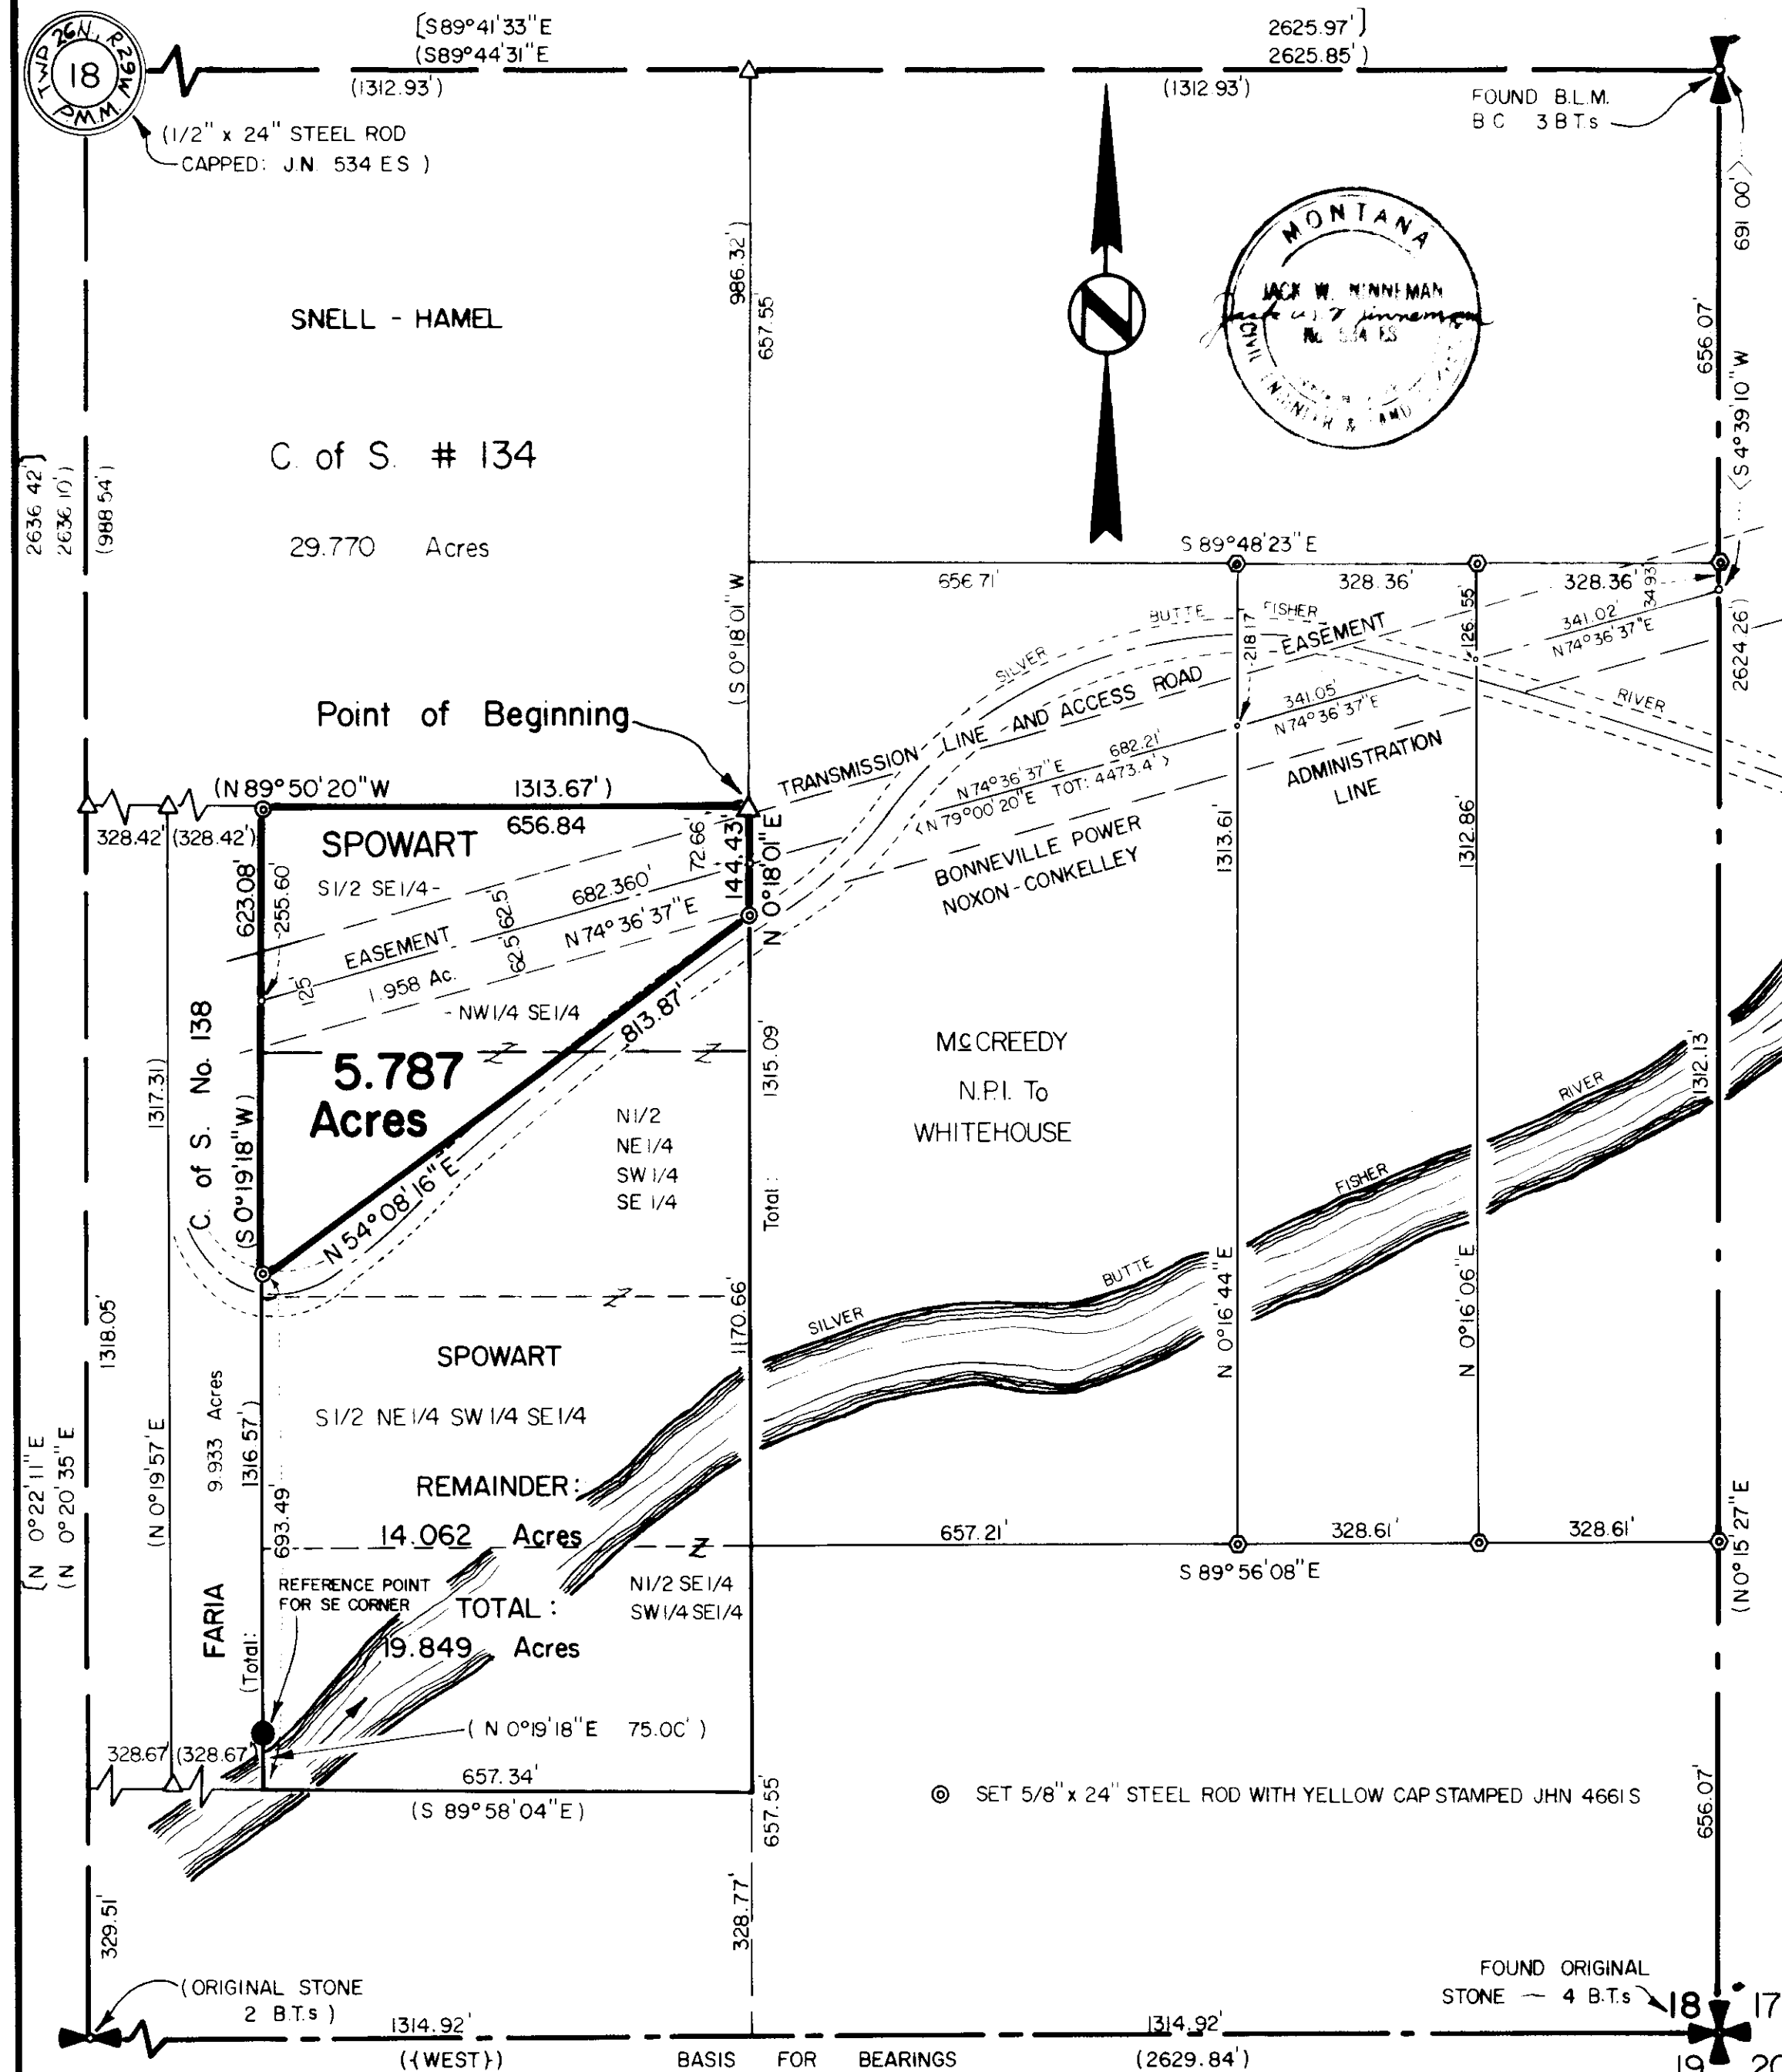 [S89°41'33"E 2625.97']
(S89°44'31"E 2625.85')
TWP 26N., R29W P.M.M.
18
(1312.93') (1312.93')
(1/2" x 24" STEEL ROD
CAPPED: J.N. 534 ES )
FOUND B.L.M.
B C 3 B T.s
MONTANA
JACK W. NINNEMAN
No. 534 ES
CIVIL ENGINEER & LAND
691 00'
656.07'
<S 4°39'10" W
986.32')
657.55'
SNELL - HAMEL
C. of S. # 134
29.770 Acres
2636 42'}
2636 10')
(988 54')
S 89°48'23" E
656 71' 328.36' 328.36'
34.93'
126.55'
218.17
(S 0°18'01" W
2624.26')
SILVER BUTTE FISHER RIVER
TRANSMISSION LINE AND ACCESS ROAD EASEMENT
341.02'
N74°36'37"E
341.05'
N74°36'37"E
N74°36'37"E 682.21'
<N79°00'20"E TOT: 4473.4'>
BONNEVILLE POWER ADMINISTRATION
NOXON-CONKELLEY LINE
Point of Beginning
(N 89°50'20"W 1313.67')
656.84
328.42' (328.42')
SPOWART
S1/2 SE1/4-
72.66'
144.43'
N 0°18'01" E
623.08'
255.60'
682.360'
N74°36'37"E
62.5' 62.5'
62.5' 62.5'
EASEMENT
125'
1.958 Ac.
- NW1/4 SE1/4
813.87'
5.787
Acres
N 54°08'16" E
C. of S. No. 138
(S 0°19'18" W)
1317.31)
1313.61'
1312.86'
1312.13'
McCREEDY
N.P.I. To
WHITEHOUSE
1315.09'
Total:
N1/2
NE1/4
SW1/4
SE 1/4
1318.05'
1170.66'
SILVER BUTTE FISHER RIVER
N 0°16'44" E
N 0°16'06" E
SPOWART
S1/2 NE1/4 SW1/4 SE1/4
REMAINDER:
14.062 Acres
TOTAL:
19.849 Acres
N1/2 SE1/4
SW1/4 SE1/4
FARIA 9.933 Acres
(Total: 1316 57')
693.49'
[N 0°22'11" E
(N 0°20'35" E
(N 0°19'57" E
657.21' 328.61' 328.61'
S 89°56'08" E
(N0°15'27"E
REFERENCE POINT
FOR SE CORNER
( N 0°19'18"E 75.00' )
328.67' (328.67'
657.34'
(S 89°58'04"E)
657.55'
656.07'
◎ SET 5/8" x 24" STEEL ROD WITH YELLOW CAP STAMPED JHN 4661 S
329.51'
328.77'
(ORIGINAL STONE
2 B.T.s )
FOUND ORIGINAL
STONE — 4 B.T.s
18 17
19 20
1314.92' 1314.92'
({WEST}) BASIS FOR BEARINGS (2629.84')